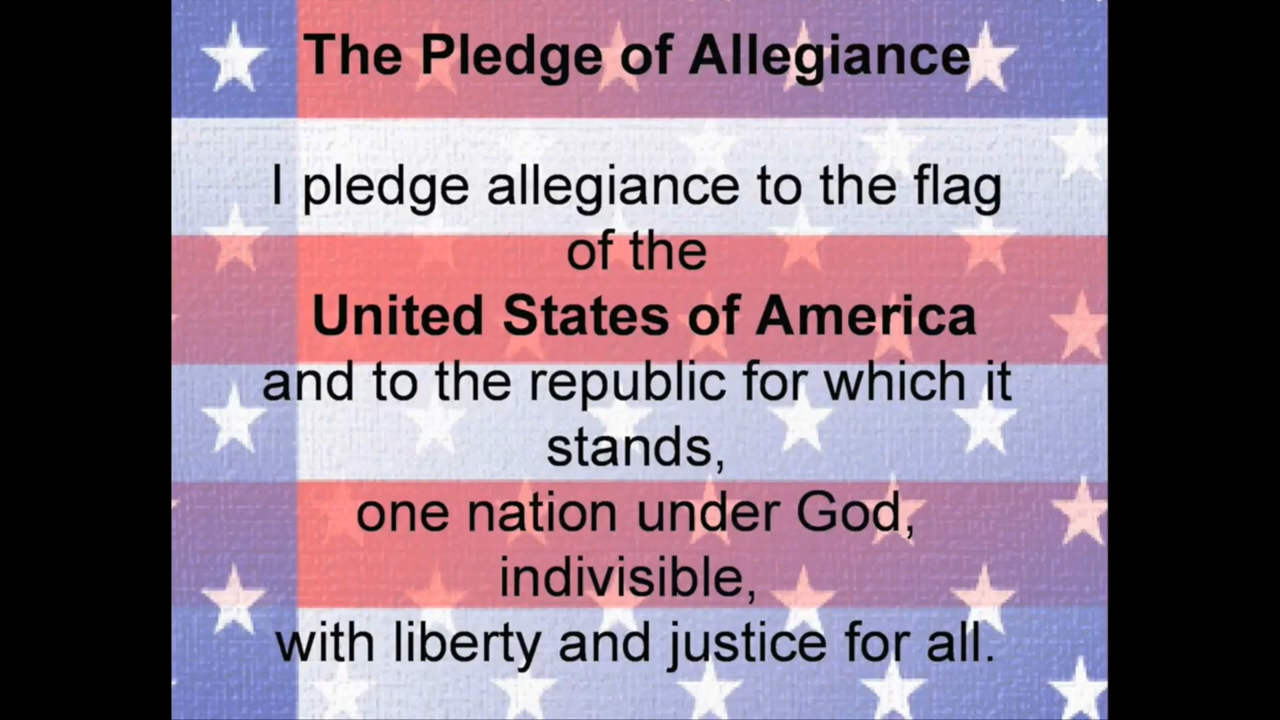 The Pledge of Allegiance
I pledge allegiance to the flag
of the
United States of America
and to the republic for which it
stands,
one nation under God,
indivisible,
with liberty and justice for all.